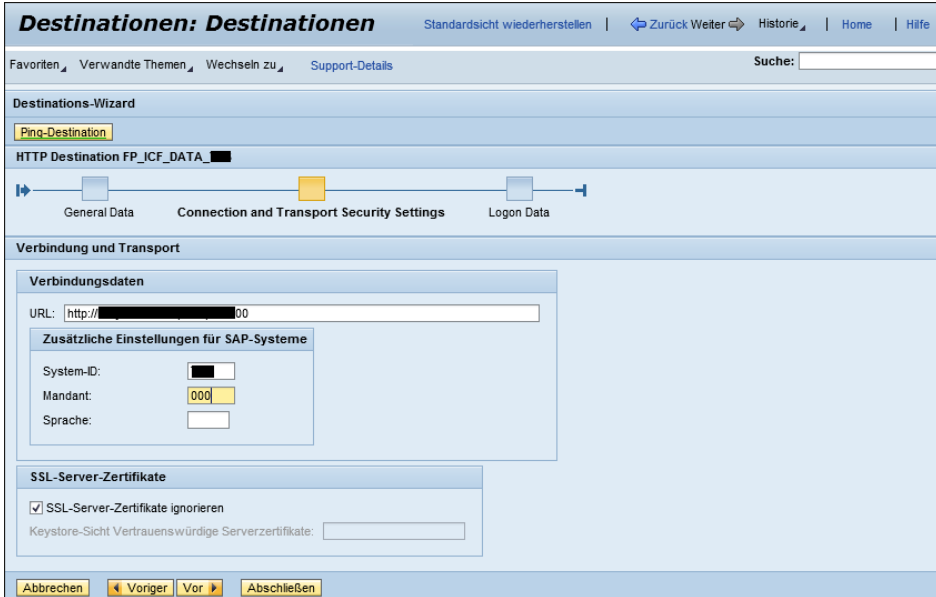 Destinationen: Destinationen Standardsicht wiederherstellen | Zurück Weiter Historie | Home | Hilfe
Favoriten Verwandte Themen Wechseln zu Support-Details Suche:
Destinations-Wizard
Ping-Destination
HTTP Destination FP_ICF_DATA_
General Data Connection and Transport Security Settings Logon Data
Verbindung und Transport
Verbindungsdaten
URL: http:// 00
Zusätzliche Einstellungen für SAP-Systeme
System-ID:
Mandant: 000
Sprache:
SSL-Server-Zertifikate
SSL-Server-Zertifikate ignorieren
Keystore-Sicht Vertrauenswürdige Serverzertifikate:
Abbrechen Voriger Vor Abschließen